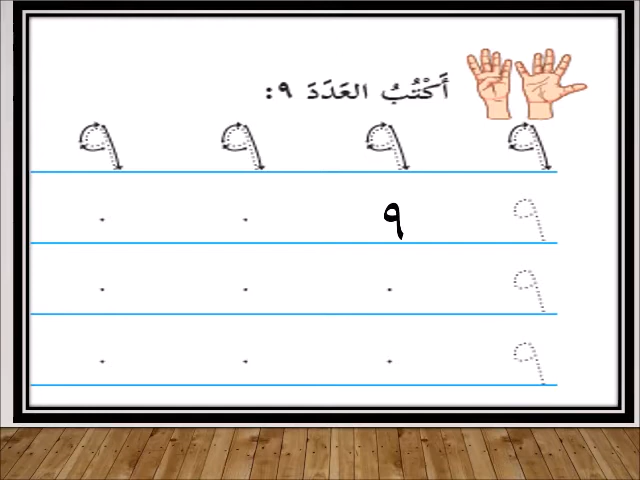 أَكْتُبُ العَدَدَ ٩:
٩ ٩ ٩ ٩
٩ ٩
٩
٩